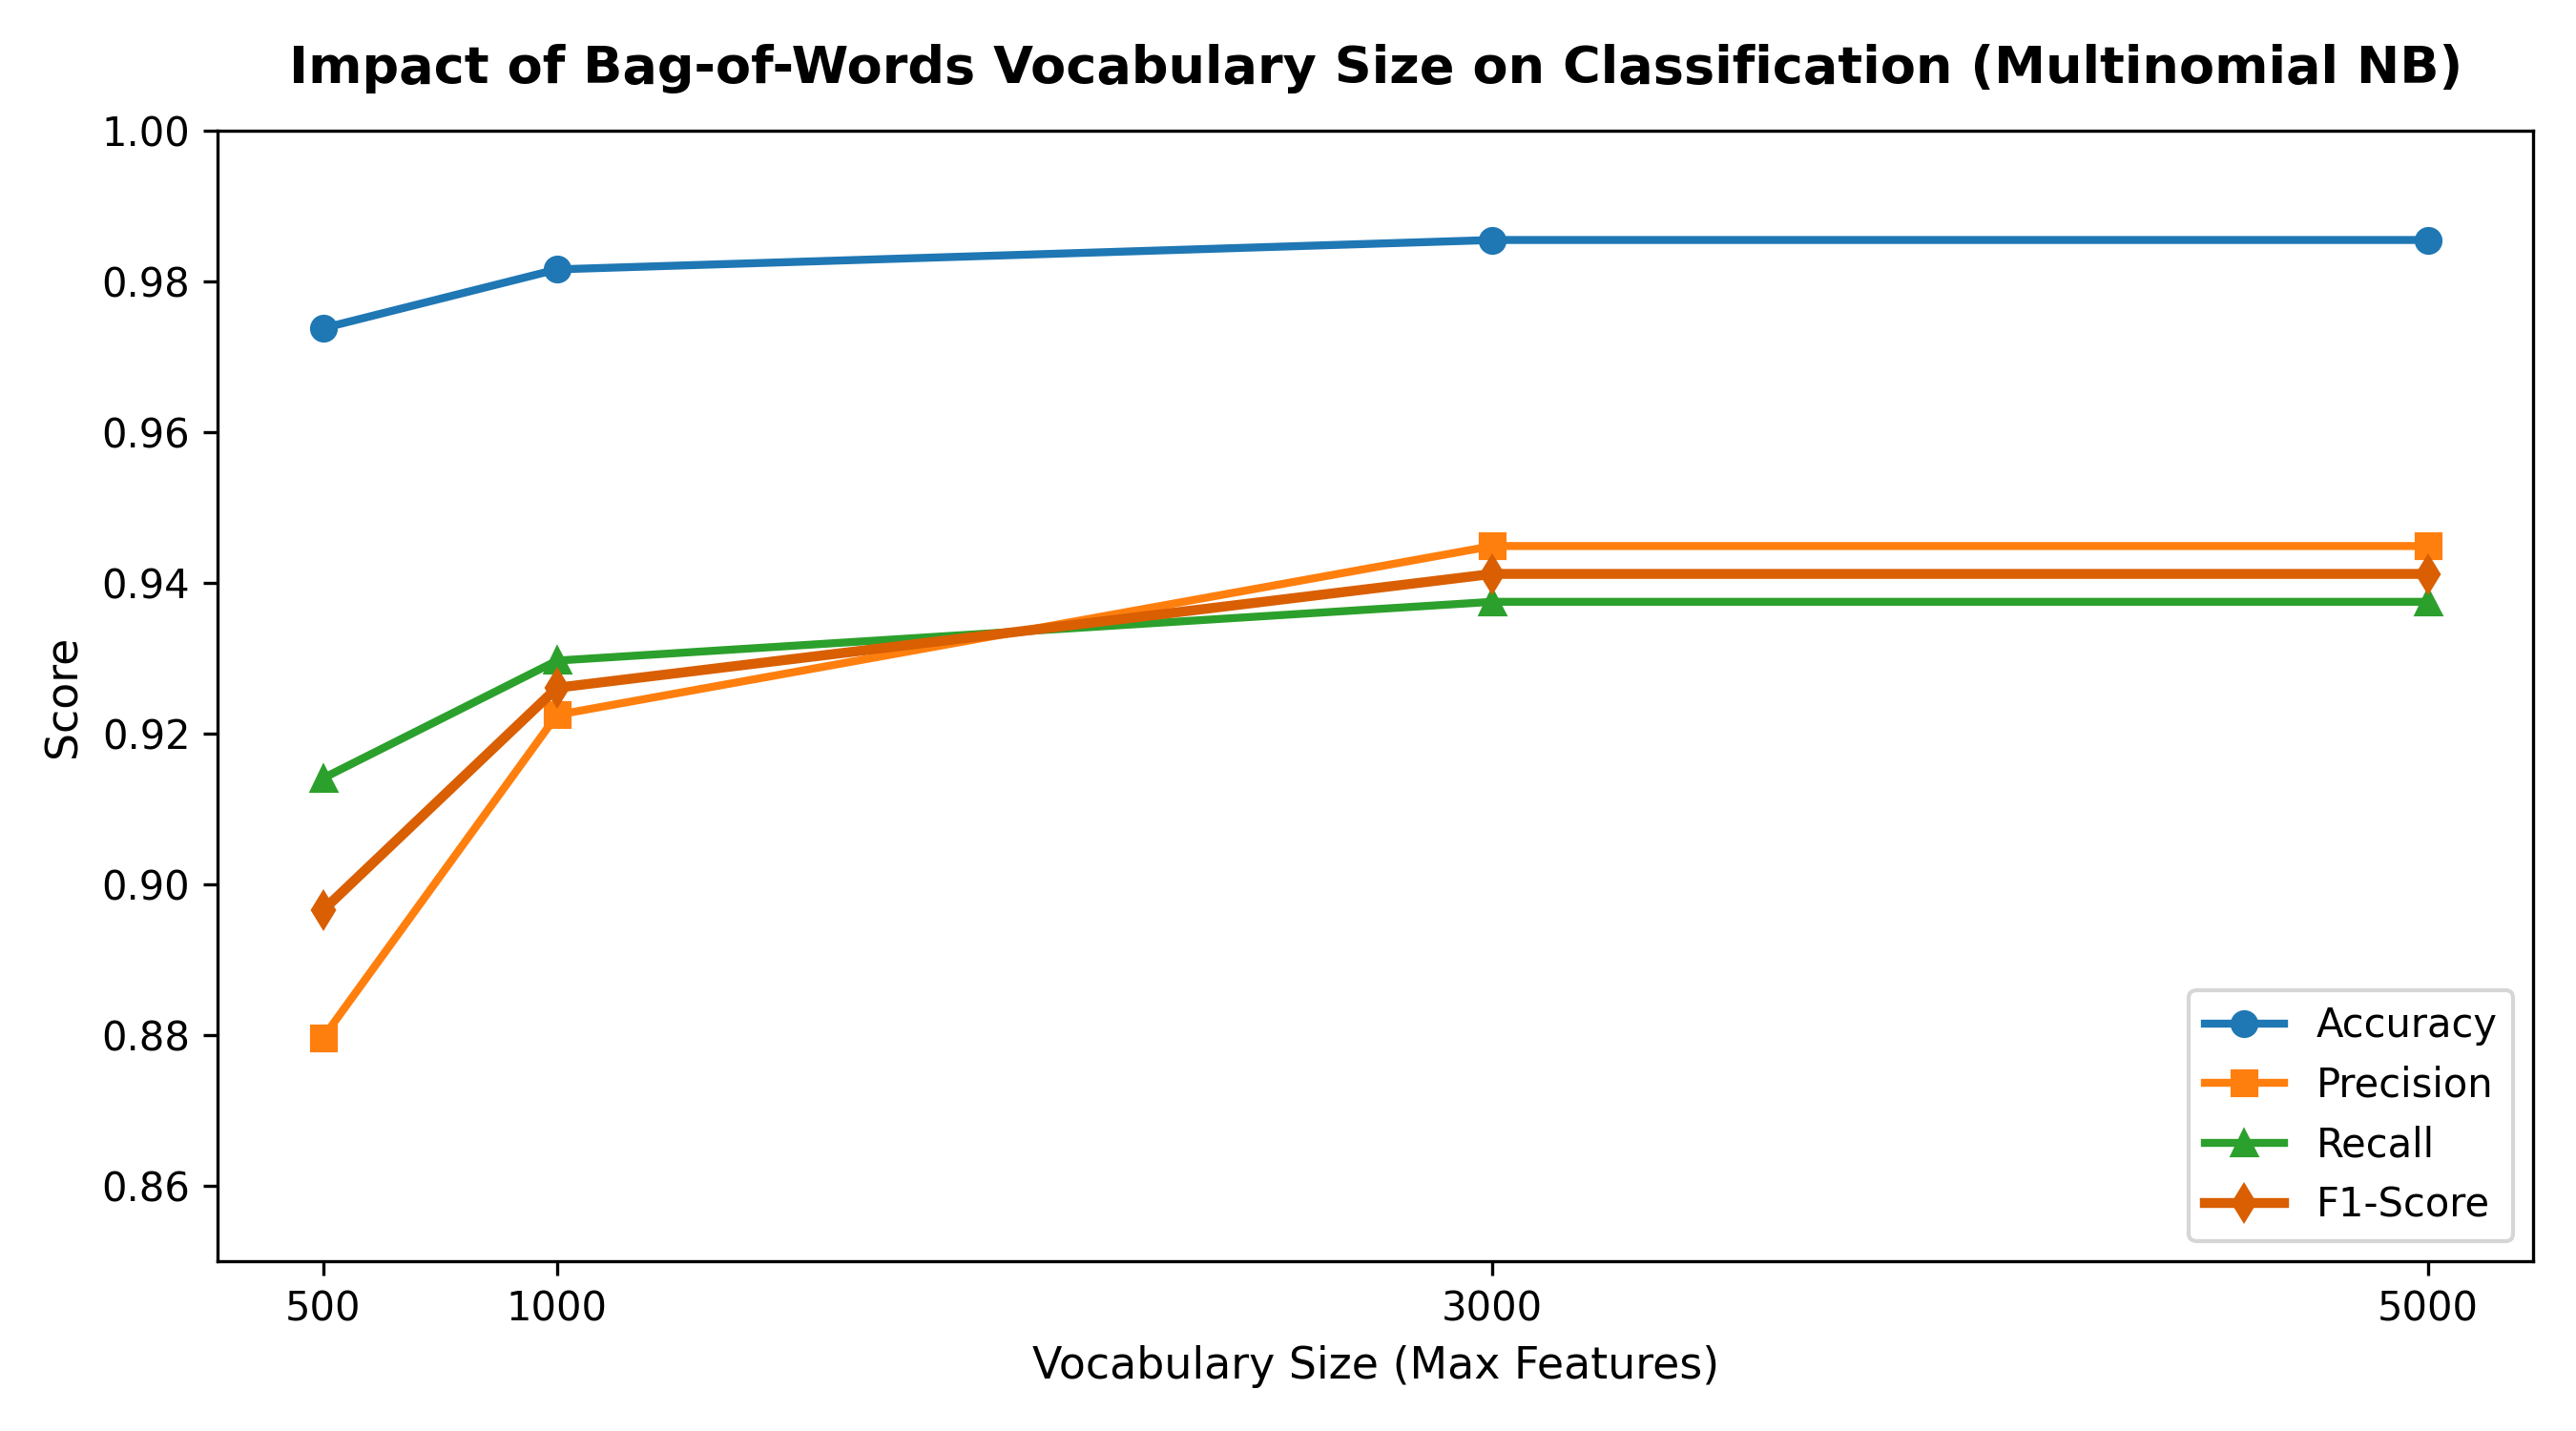 Impact of Bag-of-Words Vocabulary Size on Classification (Multinomial NB)
1.00
0.98
0.96
0.94
0.92
0.90
0.88
0.86
Score
500 1000 3000 5000
Vocabulary Size (Max Features)
Accuracy
Precision
Recall
F1-Score